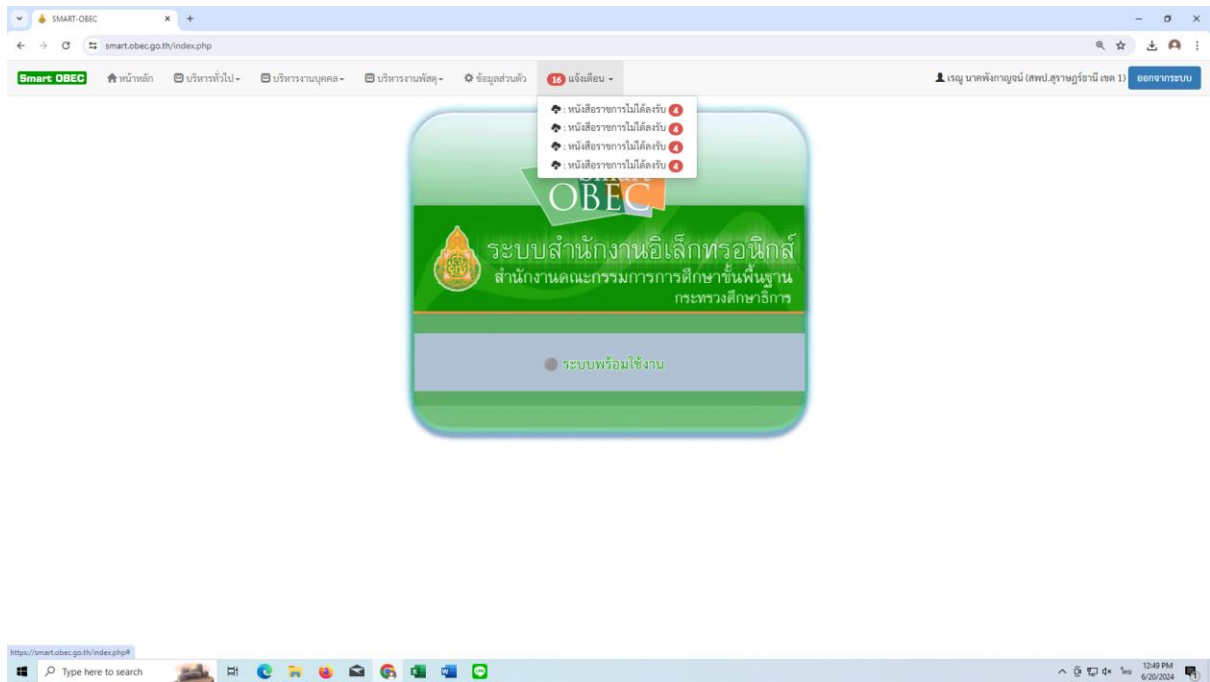 SMART-OBEC
smart.obec.go.th/index.php
Smart OBEC หน้าหลัก บริหารทั่วไป บริหารงานบุคคล บริหารงานพัสดุ ข้อมูลส่วนตัว 16 แจ้งเตือน เรณู นาคพังกาญจน์ (สพป.สุราษฎร์ธานี เขต 1) ออกจากระบบ
: หนังสือราชการไม่ได้ลงรับ 4
: หนังสือราชการไม่ได้ลงรับ 4
: หนังสือราชการไม่ได้ลงรับ 4
: หนังสือราชการไม่ได้ลงรับ 4
Smart
OBEC
ระบบสำนักงานอิเล็กทรอนิกส์
สำนักงานคณะกรรมการการศึกษาขั้นพื้นฐาน
กระทรวงศึกษาธิการ
ระบบพร้อมใช้งาน
https://smart.obec.go.th/index.php#
Type here to search
ไทย
12:49 PM
6/20/2024